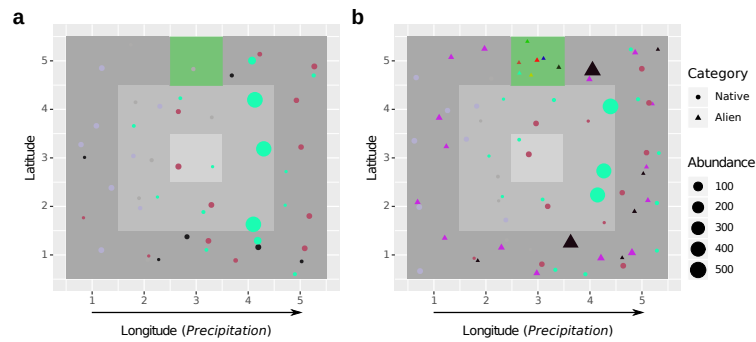 a
b
5
4
3
2
1
Latitude
1 2 3 4 5
Longitude (Precipitation)
5
4
3
2
1
Latitude
1 2 3 4 5
Longitude (Precipitation)
Category
Native
Alien
Abundance
100
200
300
400
500